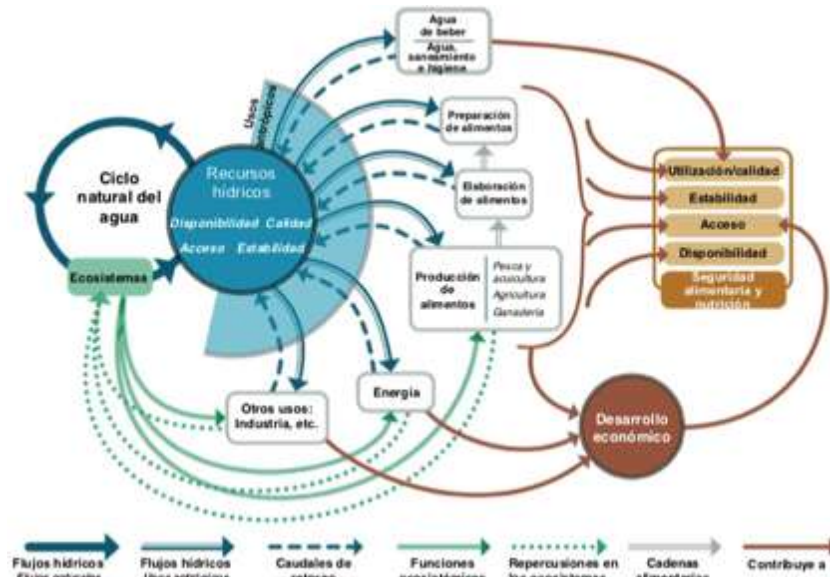 Agua
de beber
Agua,
saneamiento
e higiene
Usos
Preparación
de alimentos
Recursos
hídricos
Disponibilidad Calidad
Acceso Estabilidad
Ciclo
natural del
agua
Elaboración
de alimentos
Utilización/calidad
Estabilidad
Acceso
Disponibilidad
Seguridad
alimentaria y
nutrición
Ecosistemas
Producción
de
alimentos
Pesca y
acuicultura
Agricultura
Ganadería
Energía
Otros usos:
Industria, etc.
Desarrollo
económico
Flujos hídricos
Flujos hídricos
Caudales de
Funciones
Repercusiones en
los ecosistemas
Cadenas
alimentarias
Contribuye a